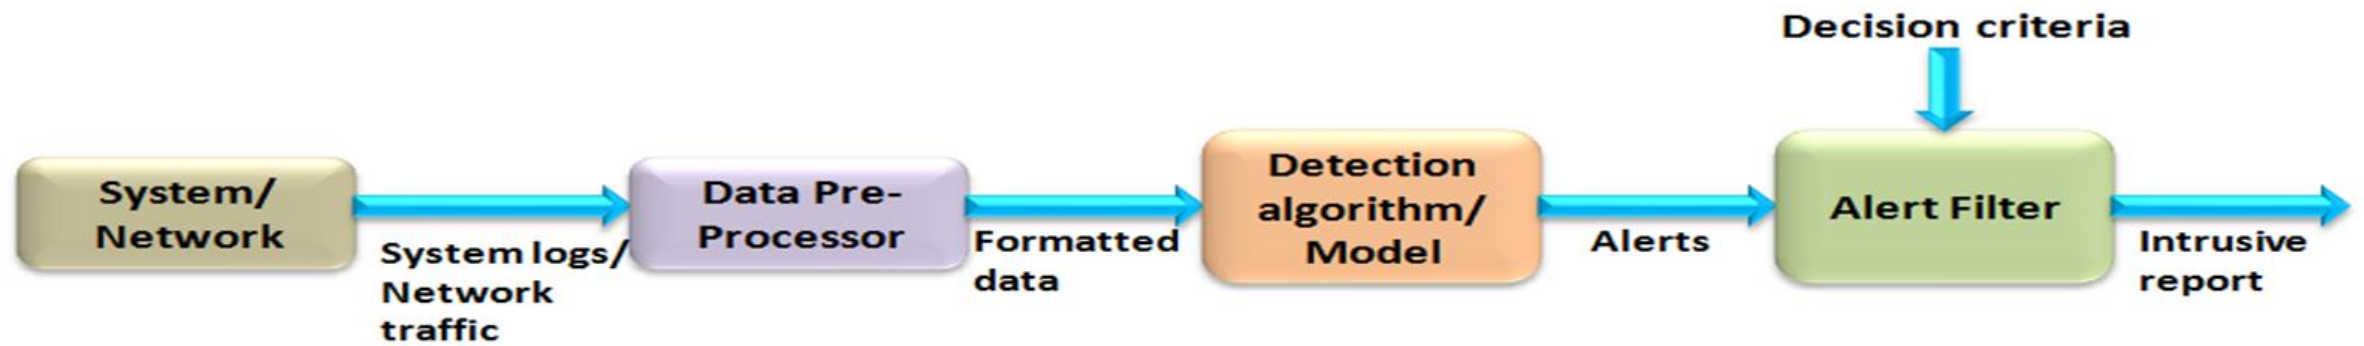 Decision criteria
System/
Network
System logs/
Network
traffic
Data Pre-
Processor
Formatted
data
Detection
algorithm/
Model
Alerts
Alert Filter
Intrusive
report